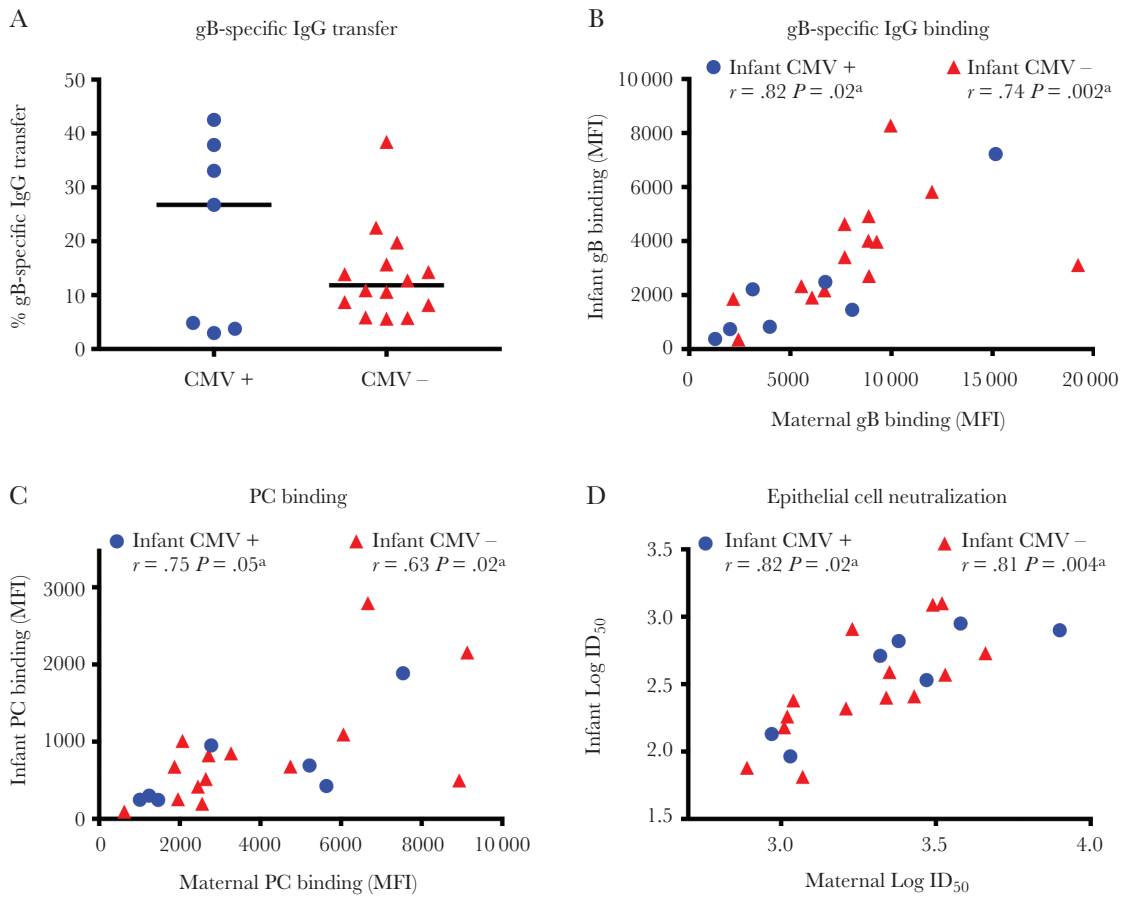 A
gB-specific IgG transfer
% gB-specific IgG transfer
50
40
30
20
10
0
CMV +
CMV –
B
gB-specific IgG binding
Infant CMV +
r = .82 P = .02a
Infant CMV –
r = .74 P = .002a
Infant gB binding (MFI)
10 000
8000
6000
4000
2000
0
0
5000
10 000
15 000
20 000
Maternal gB binding (MFI)
C
PC binding
Infant CMV +
r = .75 P = .05a
Infant CMV –
r = .63 P = .02a
Infant PC binding (MFI)
3000
2000
1000
0
0
2000
4000
6000
8000
10 000
Maternal PC binding (MFI)
D
Epithelial cell neutralization
Infant CMV +
r = .82 P = .02a
Infant CMV –
r = .81 P = .004a
Infant Log ID50
3.5
3.0
2.5
2.0
1.5
3.0
3.5
4.0
Maternal Log ID50